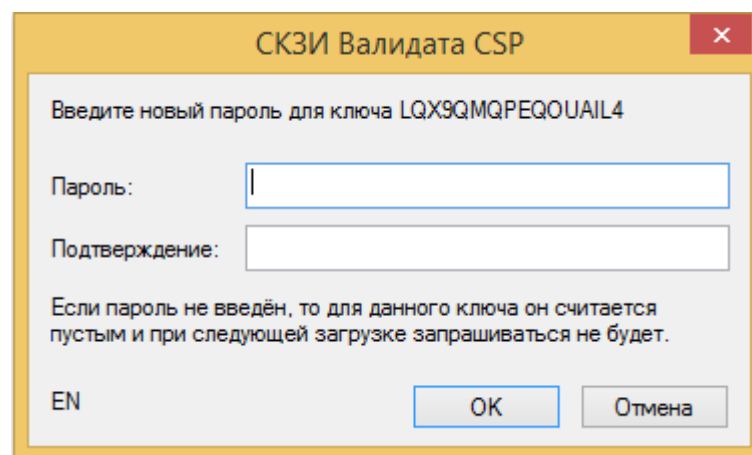 СКЗИ Валидата CSP
Введите новый пароль для ключа LQX9QMQPEQOUAIL4
Пароль:
Подтверждение:
Если пароль не введён, то для данного ключа он считается
пустым и при следующей загрузке запрашиваться не будет.
EN
OK
Отмена